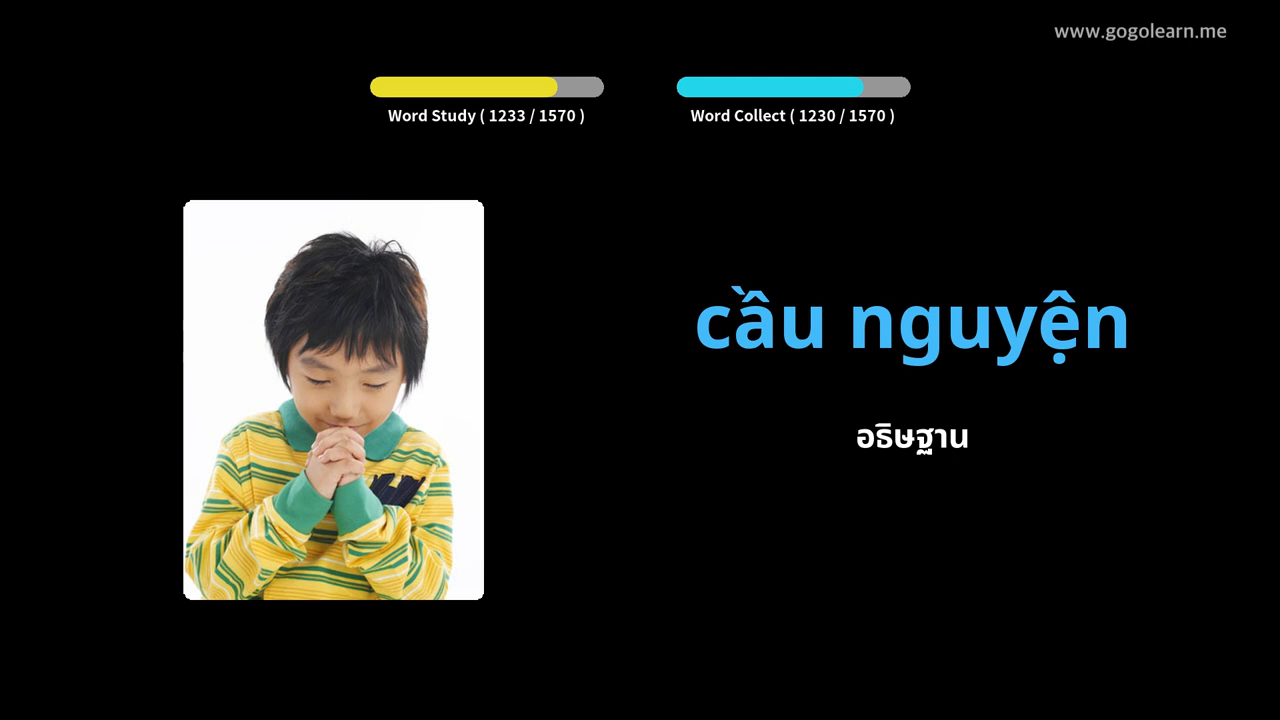 www.gogolearn.me
Word Study ( 1233 / 1570 )
Word Collect ( 1230 / 1570 )
cầu nguyện
อธิษฐาน